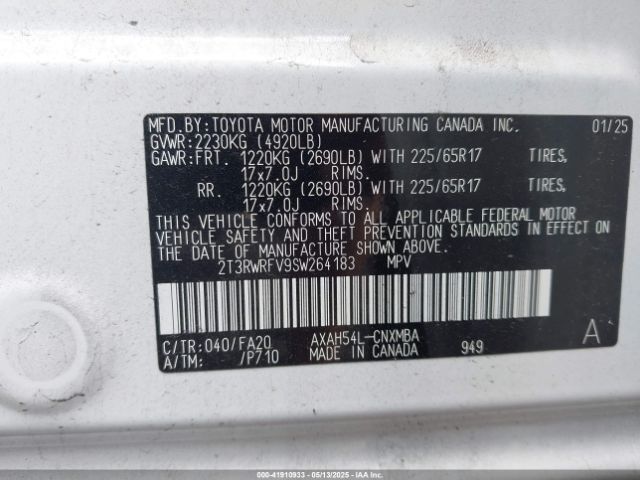 MFD. BY: TOYOTA MOTOR MANUFACTURING CANADA INC. 01/25
GVWR: 2230KG (4920LB)
GAWR: FRT. 1220KG (2690LB) WITH 225/65R17 TIRES,
17x7.0J RIMS.
RR. 1220KG (2690LB) WITH 225/65R17 TIRES,
17x7.0J RIMS.
THIS VEHICLE CONFORMS TO ALL APPLICABLE FEDERAL MOTOR
VEHICLE SAFETY AND THEFT PREVENTION STANDARDS IN EFFECT ON
THE DATE OF MANUFACTURE SHOWN ABOVE.
2T3RWRFV9SW264183 MPV
C/TR: 040/FA20 AXAH54L-CNXMBA A
A/TM: /P710 MADE IN CANADA 949
000-41910933 - 05/13/2025 - IAAI, Inc.